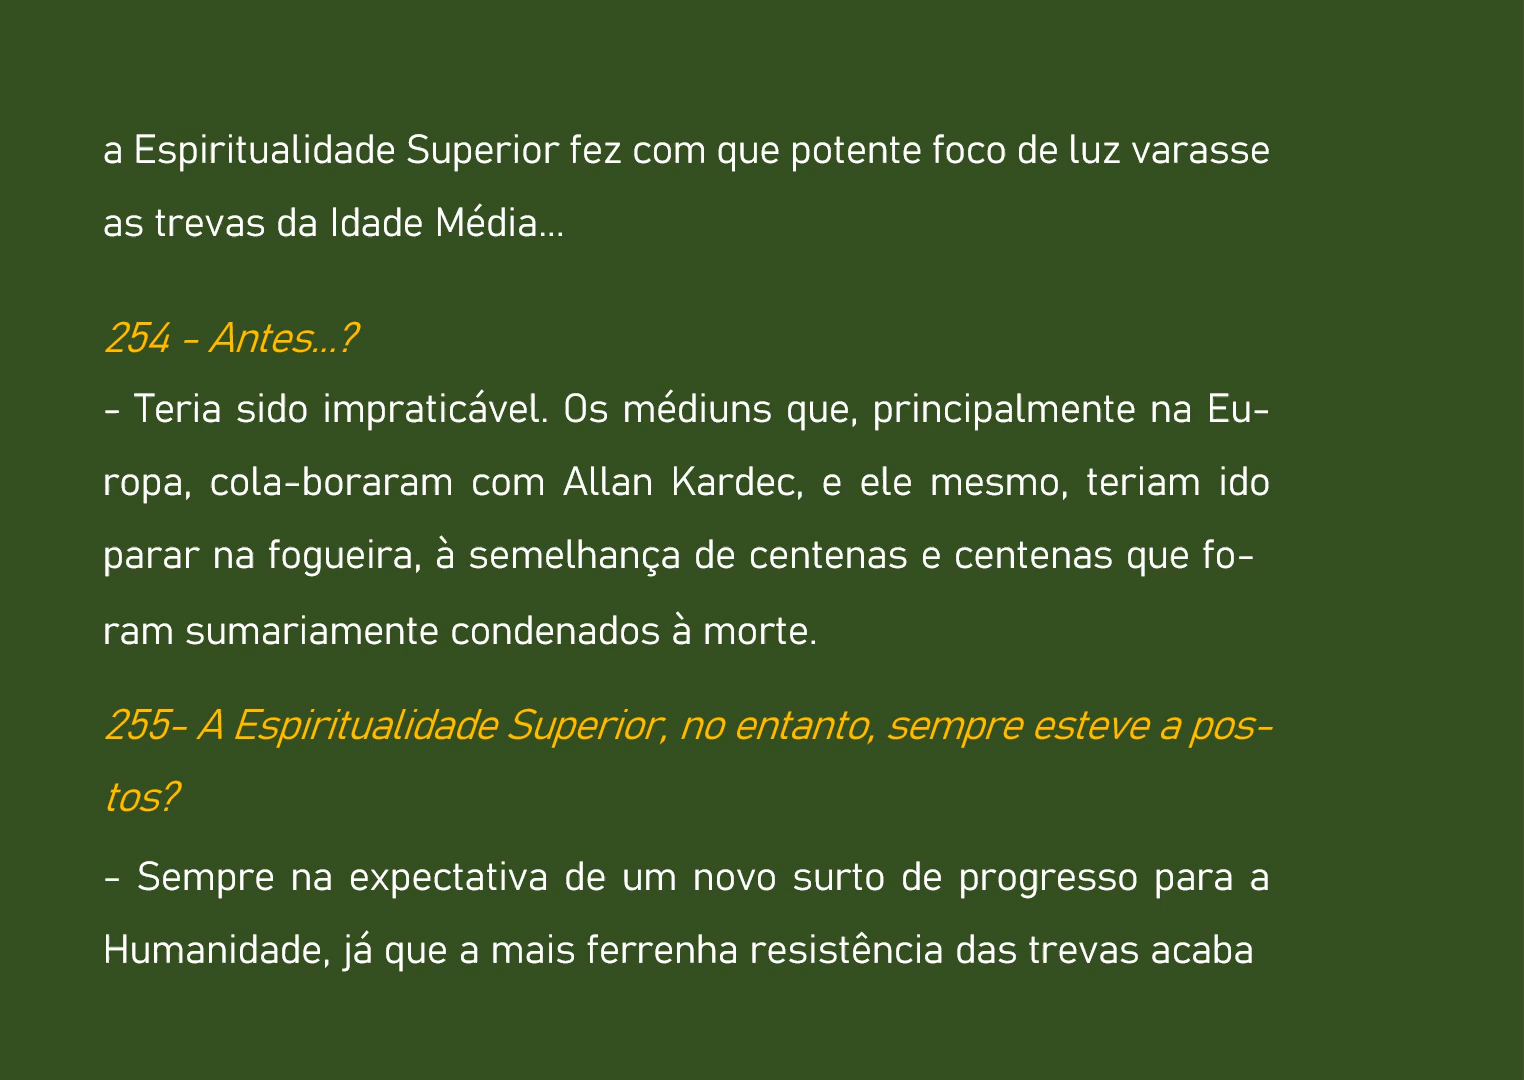 a Espiritualidade Superior fez com que potente foco de luz varasse
as trevas da Idade Média...
254 - Antes...?
- Teria sido impraticável. Os médiuns que, principalmente na Eu-
ropa, cola-boraram com Allan Kardec, e ele mesmo, teriam ido
parar na fogueira, à semelhança de centenas e centenas que fo-
ram sumariamente condenados à morte.
255- A Espiritualidade Superior, no entanto, sempre esteve a pos-
tos?
- Sempre na expectativa de um novo surto de progresso para a
Humanidade, já que a mais ferrenha resistência das trevas acaba